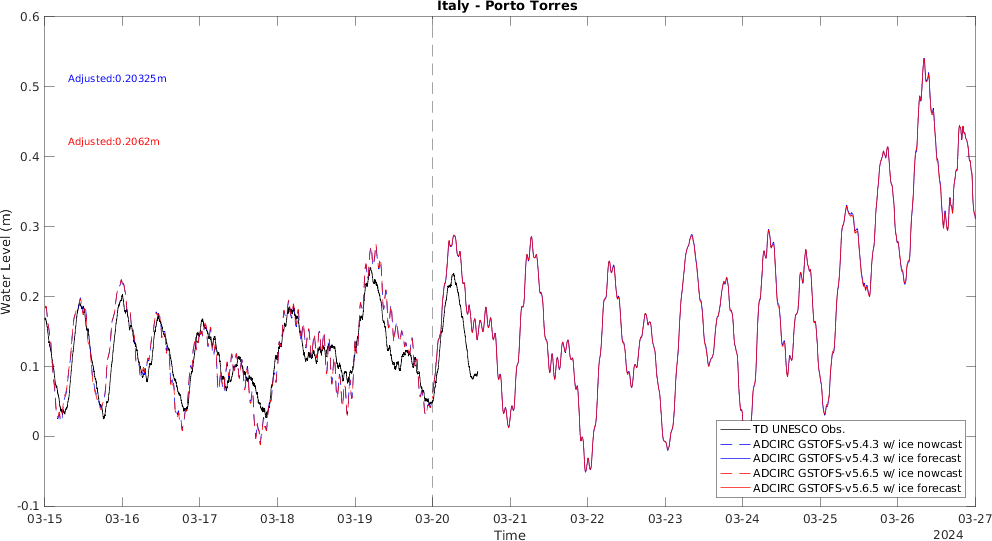 Italy - Porto Torres
0.6
0.5
0.4
0.3
0.2
0.1
0
-0.1
Water Level (m)
Adjusted:0.20325m
Adjusted:0.2062m
TD UNESCO Obs.
ADCIRC GSTOFS-v5.4.3 w/ ice nowcast
ADCIRC GSTOFS-v5.4.3 w/ ice forecast
ADCIRC GSTOFS-v5.6.5 w/ ice nowcast
ADCIRC GSTOFS-v5.6.5 w/ ice forecast
03-15 03-16 03-17 03-18 03-19 03-20 03-21 03-22 03-23 03-24 03-25 03-26 03-27
Time
2024